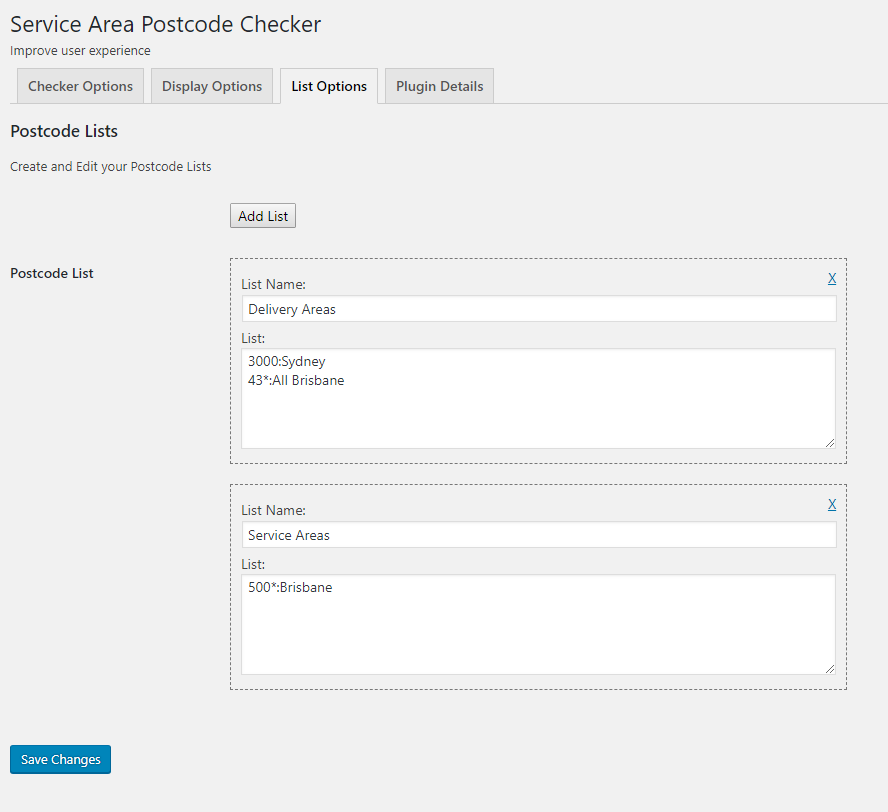 Service Area Postcode Checker
Improve user experience
Checker Options Display Options List Options Plugin Details
Postcode Lists
Create and Edit your Postcode Lists
Add List
Postcode List
X
List Name:
Delivery Areas
List:
3000:Sydney
43*:All Brisbane
X
List Name:
Service Areas
List:
500*:Brisbane
Save Changes